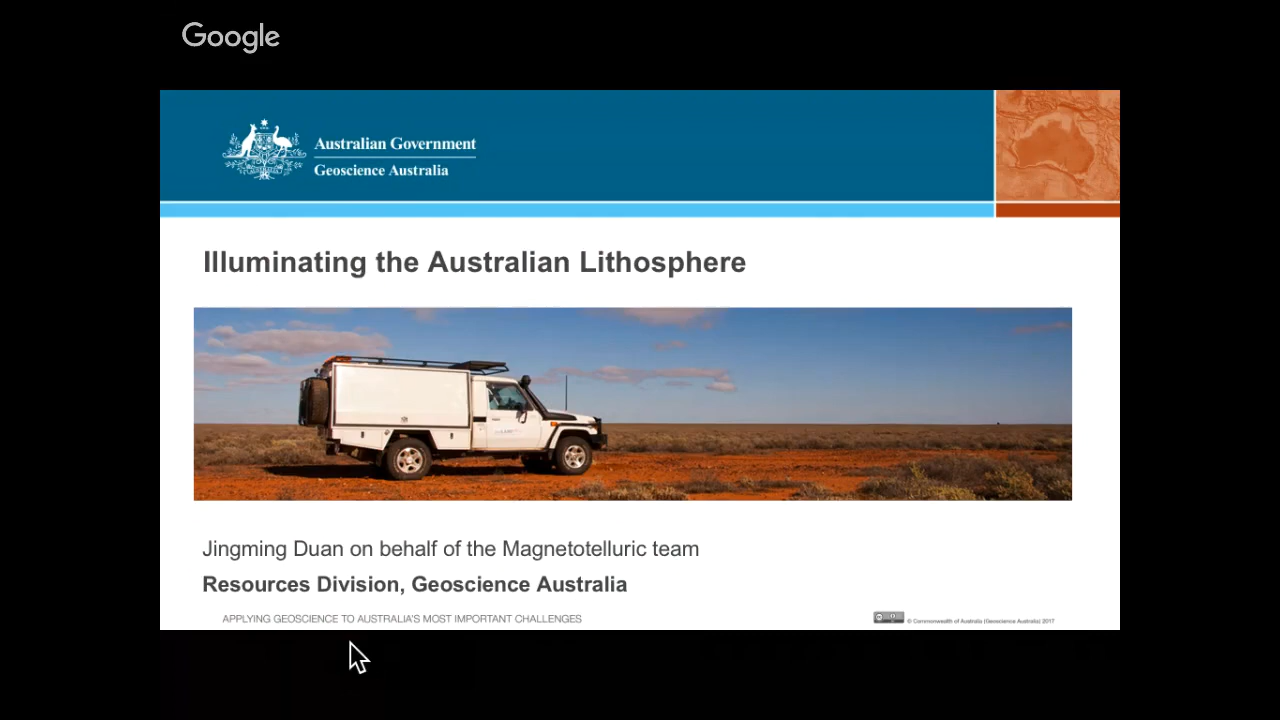 Google
Australian Government
Geoscience Australia
Illuminating the Australian Lithosphere
Jingming Duan on behalf of the Magnetotelluric team
Resources Division, Geoscience Australia
APPLYING GEOSCIENCE TO AUSTRALIA'S MOST IMPORTANT CHALLENGES
© Commonwealth of Australia (Geoscience Australia) 2017